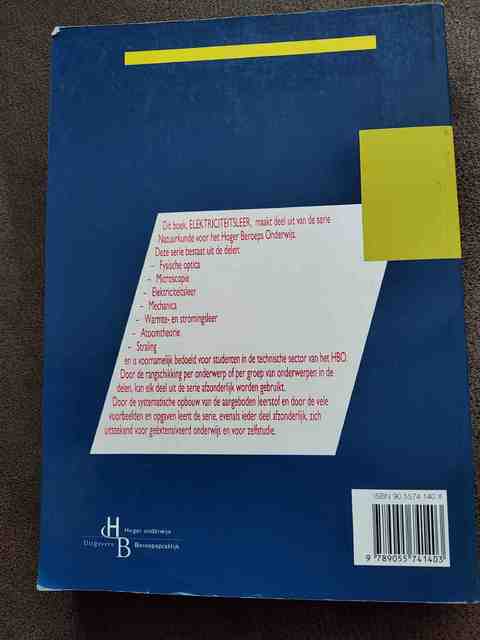 Dit boek, ELEKTRICITEITSLEER, maakt deel uit van de serie
Natuurkunde voor het Hoger Beroeps Onderwijs.
Deze serie bestaat uit de delen:
– Fysische optica
– Microscopie
– Elektriciteitsleer
– Mechanica
– Warmte- en stromingsleer
– Atoomtheorie
– Straling
en is voornamelijk bedoeld voor studenten in de technische sector van het HBO.
Door de rangschikking per onderwerp of per groep van onderwerpen in de
delen, kan elk deel uit de serie afzonderlijk worden gebruikt.
Door de systematische opbouw van de aangeboden leerstof en door de vele
voorbeelden en opgaven leent de serie, evenals ieder deel afzonderlijk, zich
uitstekend voor geëxtensiveerd onderwijs en voor zelfstudie.
ISBN 90 5574 140 X
9 789055 741403
Uitgevers HB Hoger onderwijs
Beroepspraktijk